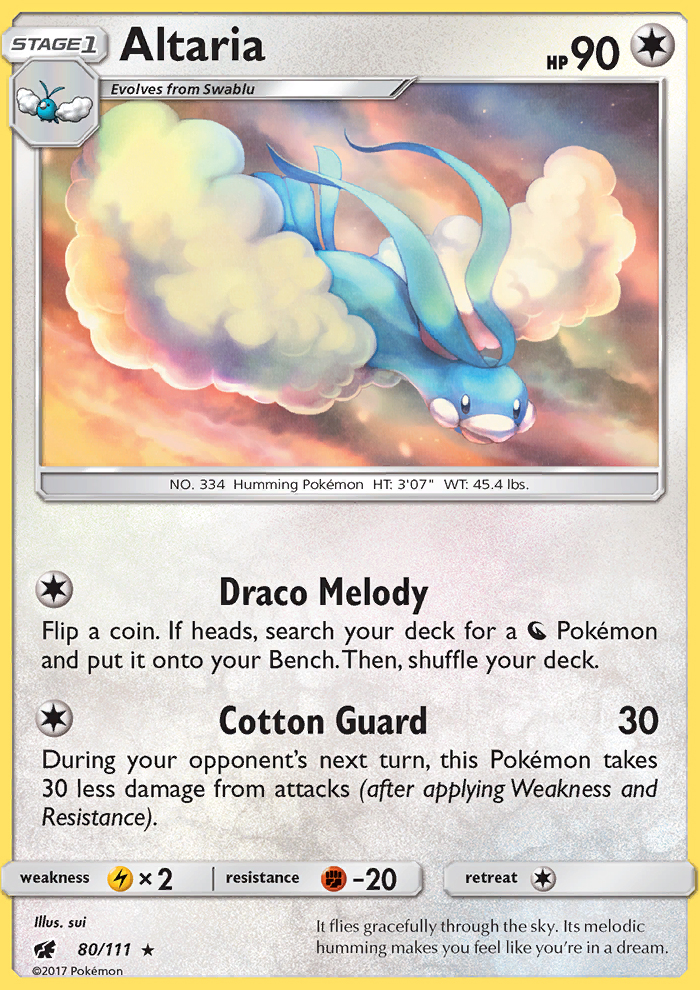 STAGE 1
Altaria
HP 90
Evolves from Swablu
NO. 334 Humming Pokémon HT: 3'07" WT: 45.4 lbs.
Draco Melody
Flip a coin. If heads, search your deck for a Pokémon
and put it onto your Bench. Then, shuffle your deck.
Cotton Guard 30
During your opponent's next turn, this Pokémon takes
30 less damage from attacks (after applying Weakness and
Resistance).
weakness × 2 resistance –20 retreat
Illus. sui
80/111 ★
©2017 Pokémon
It flies gracefully through the sky. Its melodic
humming makes you feel like you're in a dream.